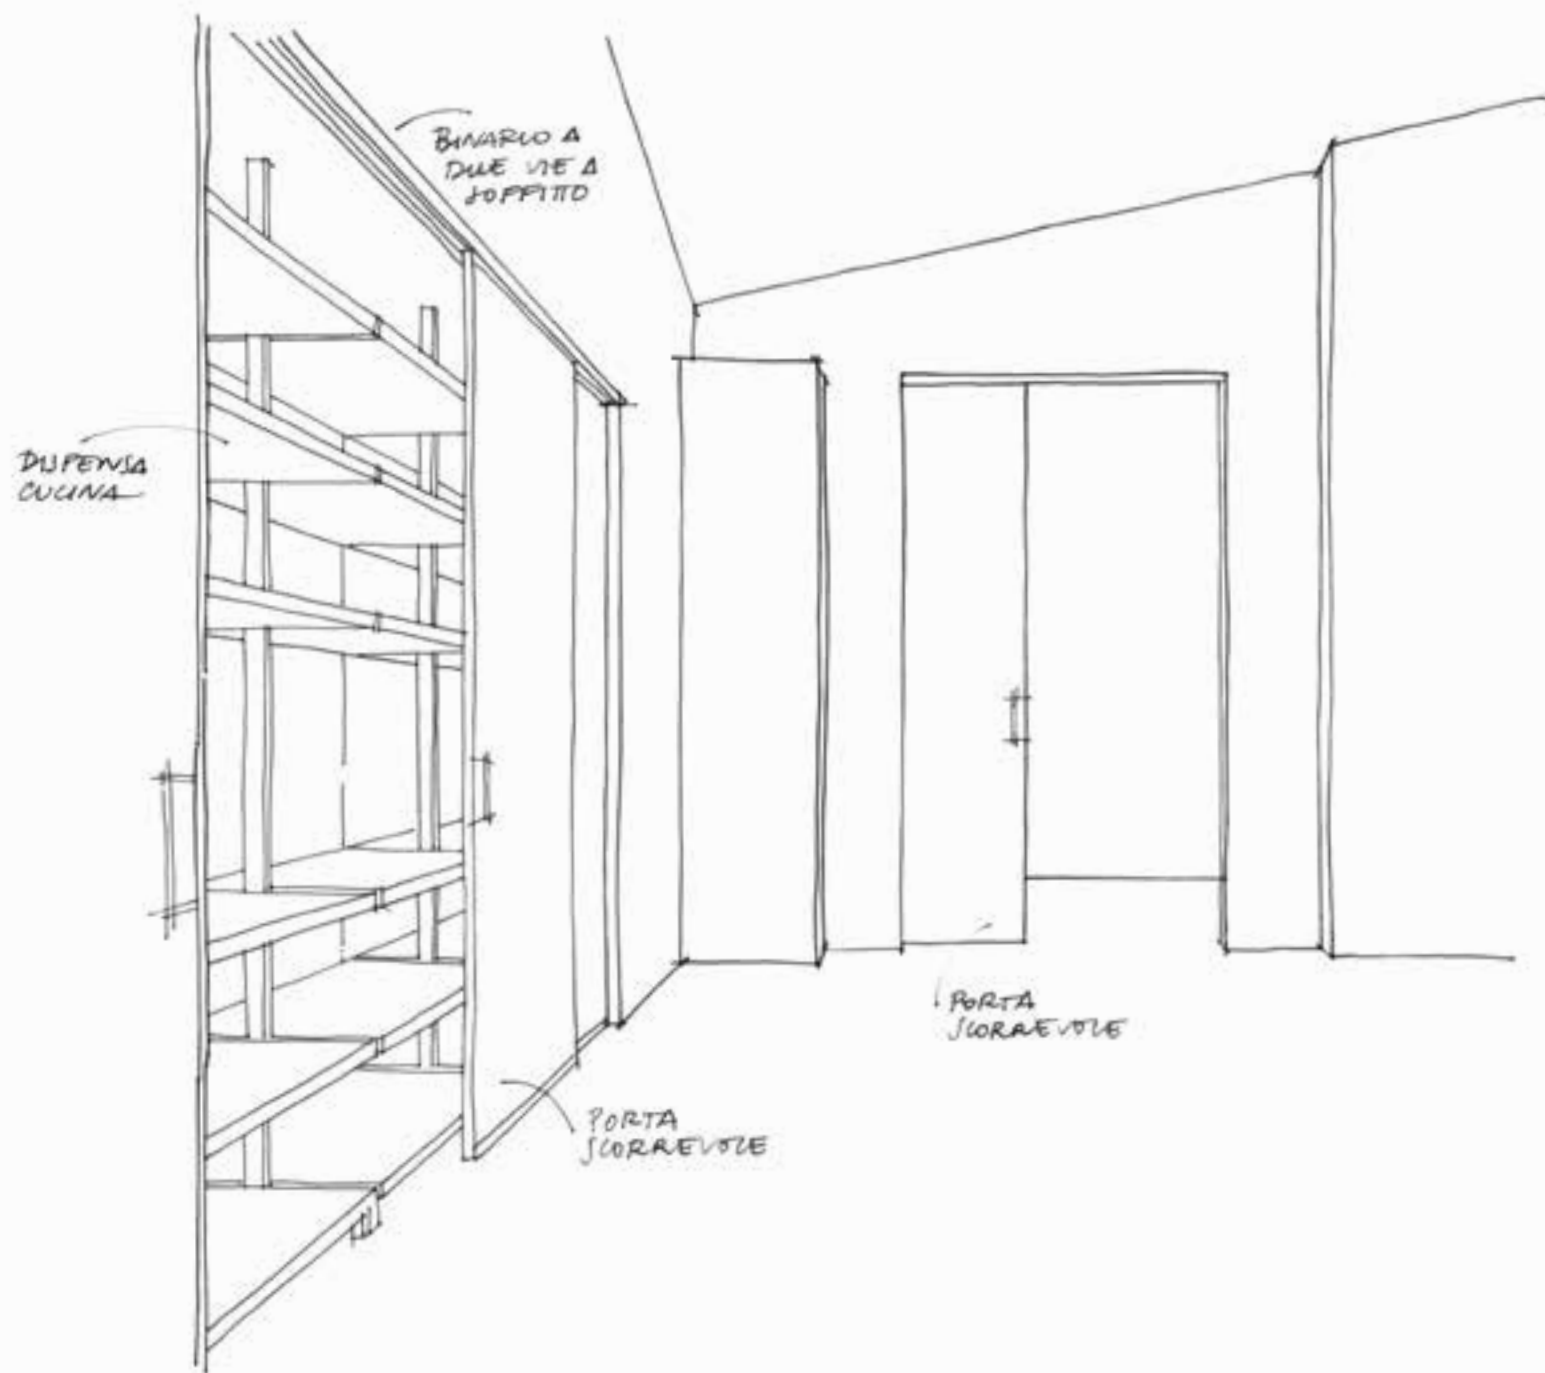 BINARIO A
DUE VIE A
SOFFITTO
DISPENSA
CUCINA
PORTA
SCORREVOLE
PORTA
SCORREVOLE